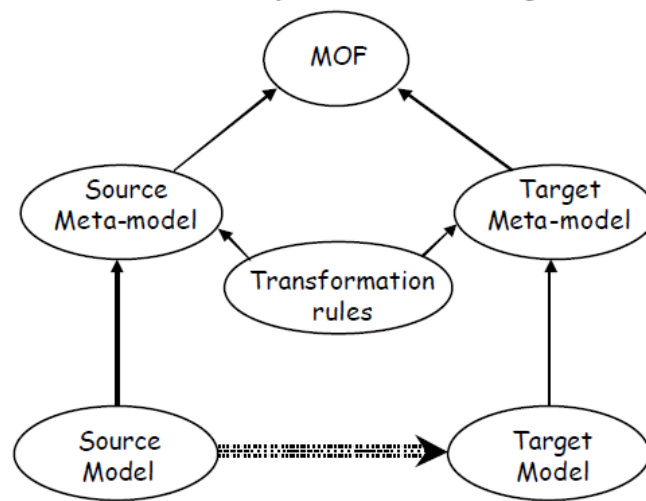 MOF
Source
Meta-model
Target
Meta-model
Transformation
rules
Source
Model
Target
Model